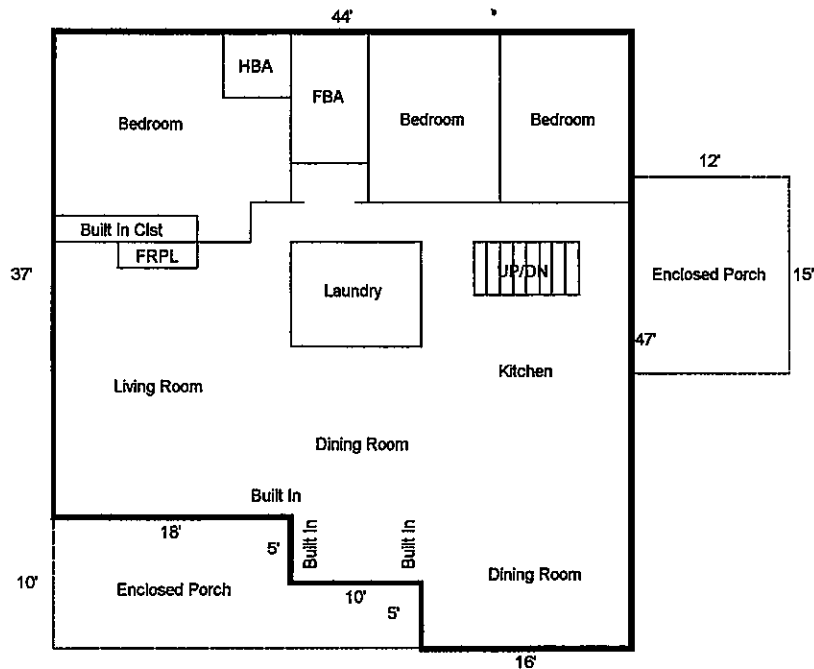 44'
HBA
FBA
Bedroom
Bedroom
Bedroom
12'
Built In Clst
FRPL
37'
Laundry
UP/DN
Enclosed Porch
15'
47'
Kitchen
Living Room
Dining Room
Built In
18'
5'
Built In
Built In
10'
Enclosed Porch
10'
5'
Dining Room
16'